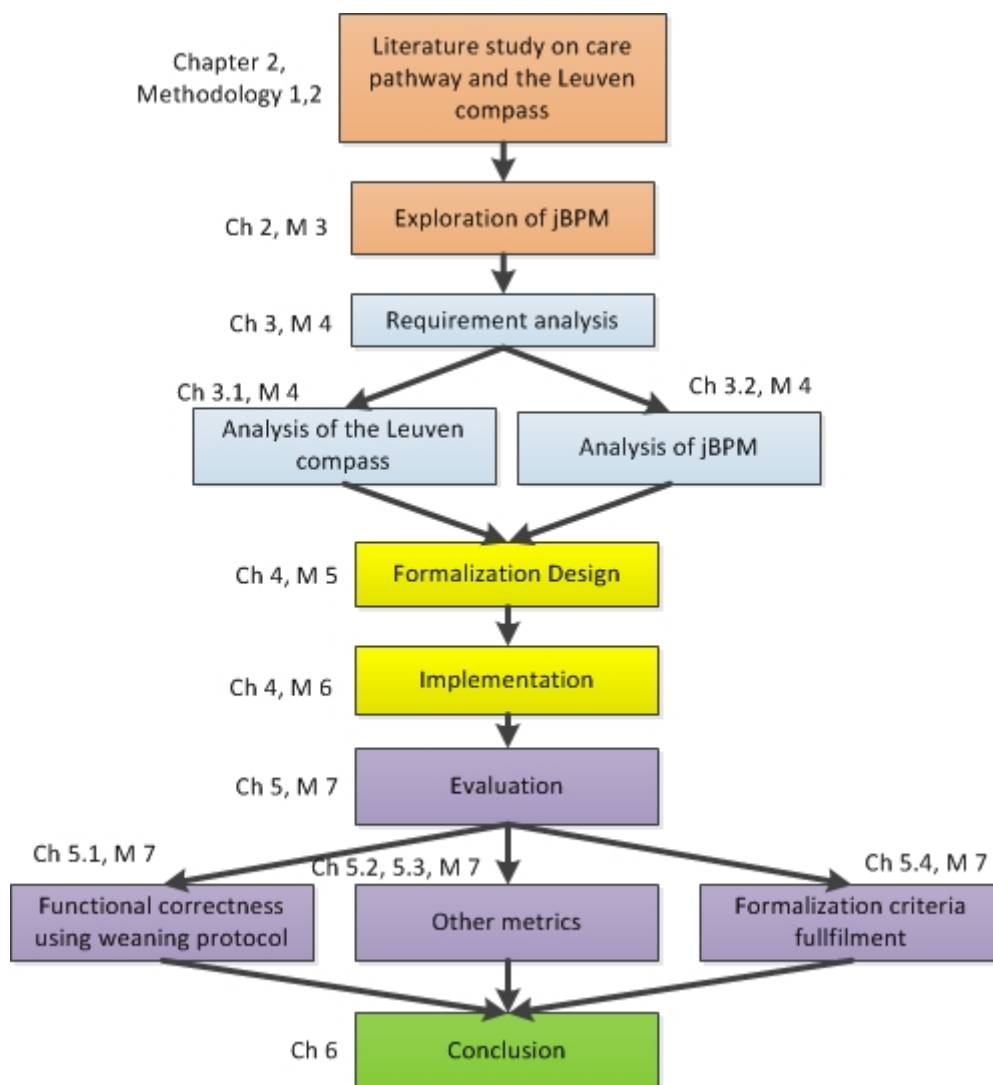 Chapter 2,
Methodology 1,2
Literature study on care
pathway and the Leuven
compass
Ch 2, M 3
Exploration of jBPM
Ch 3, M 4
Requirement analysis
Ch 3.1, M 4
Ch 3.2, M 4
Analysis of the Leuven
compass
Analysis of jBPM
Ch 4, M 5
Formalization Design
Ch 4, M 6
Implementation
Ch 5, M 7
Evaluation
Ch 5.1, M 7
Ch 5.2, 5.3, M 7
Ch 5.4, M 7
Functional correctness
using weaning protocol
Other metrics
Formalization criteria
fullfilment
Ch 6
Conclusion